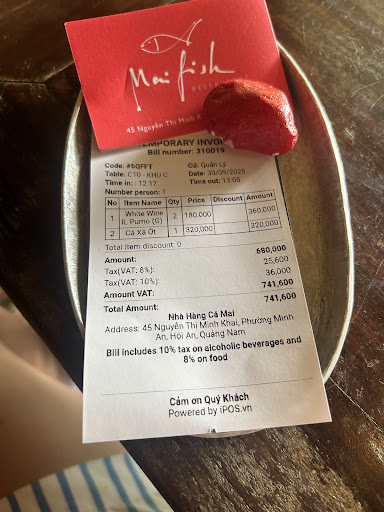 Mai fish
45 Nguyễn Thị Minh K
TEMPORARY INVOI
Bill number: 310019
Code: #6QFFT Ca: Quản Lý
Table: C10 - KHU C Date: 30/09/2025
Time in: : 12:17 Time out: 13:05
Number person: 1
No Item Name Qty Price Discount Amount
1 White Wine IL Pumo (G) 2 180,000 360,000
2 Cá Xả Ớt 1 320,000 320,000
Total item discount: 0
Amount: 680,000
Tax(VAT: 8%): 25,600
Tax(VAT: 10%): 36,000
Amount VAT: 741,600
Total Amount: 741,600
Nhà Hàng Cá Mai
Address: 45 Nguyễn Thị Minh Khai, Phường Minh
An, Hội An, Quảng Nam
Bill includes 10% tax on alcoholic beverages and
8% on food
Cảm ơn Quý Khách
Powered by iPOS.vn